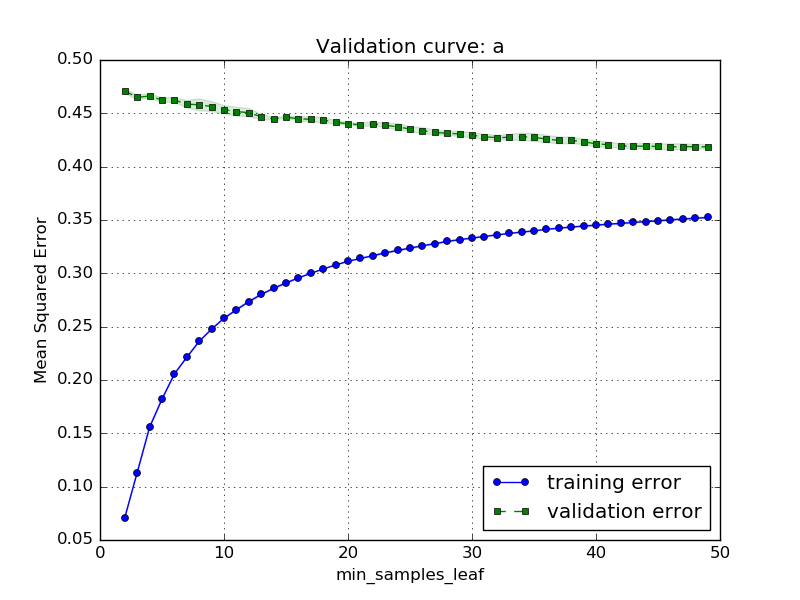 Validation curve: a
0.50
0.45
0.40
0.35
0.30
0.25
0.20
0.15
0.10
0.05
Mean Squared Error
training error
validation error
0 10 20 30 40 50
min_samples_leaf